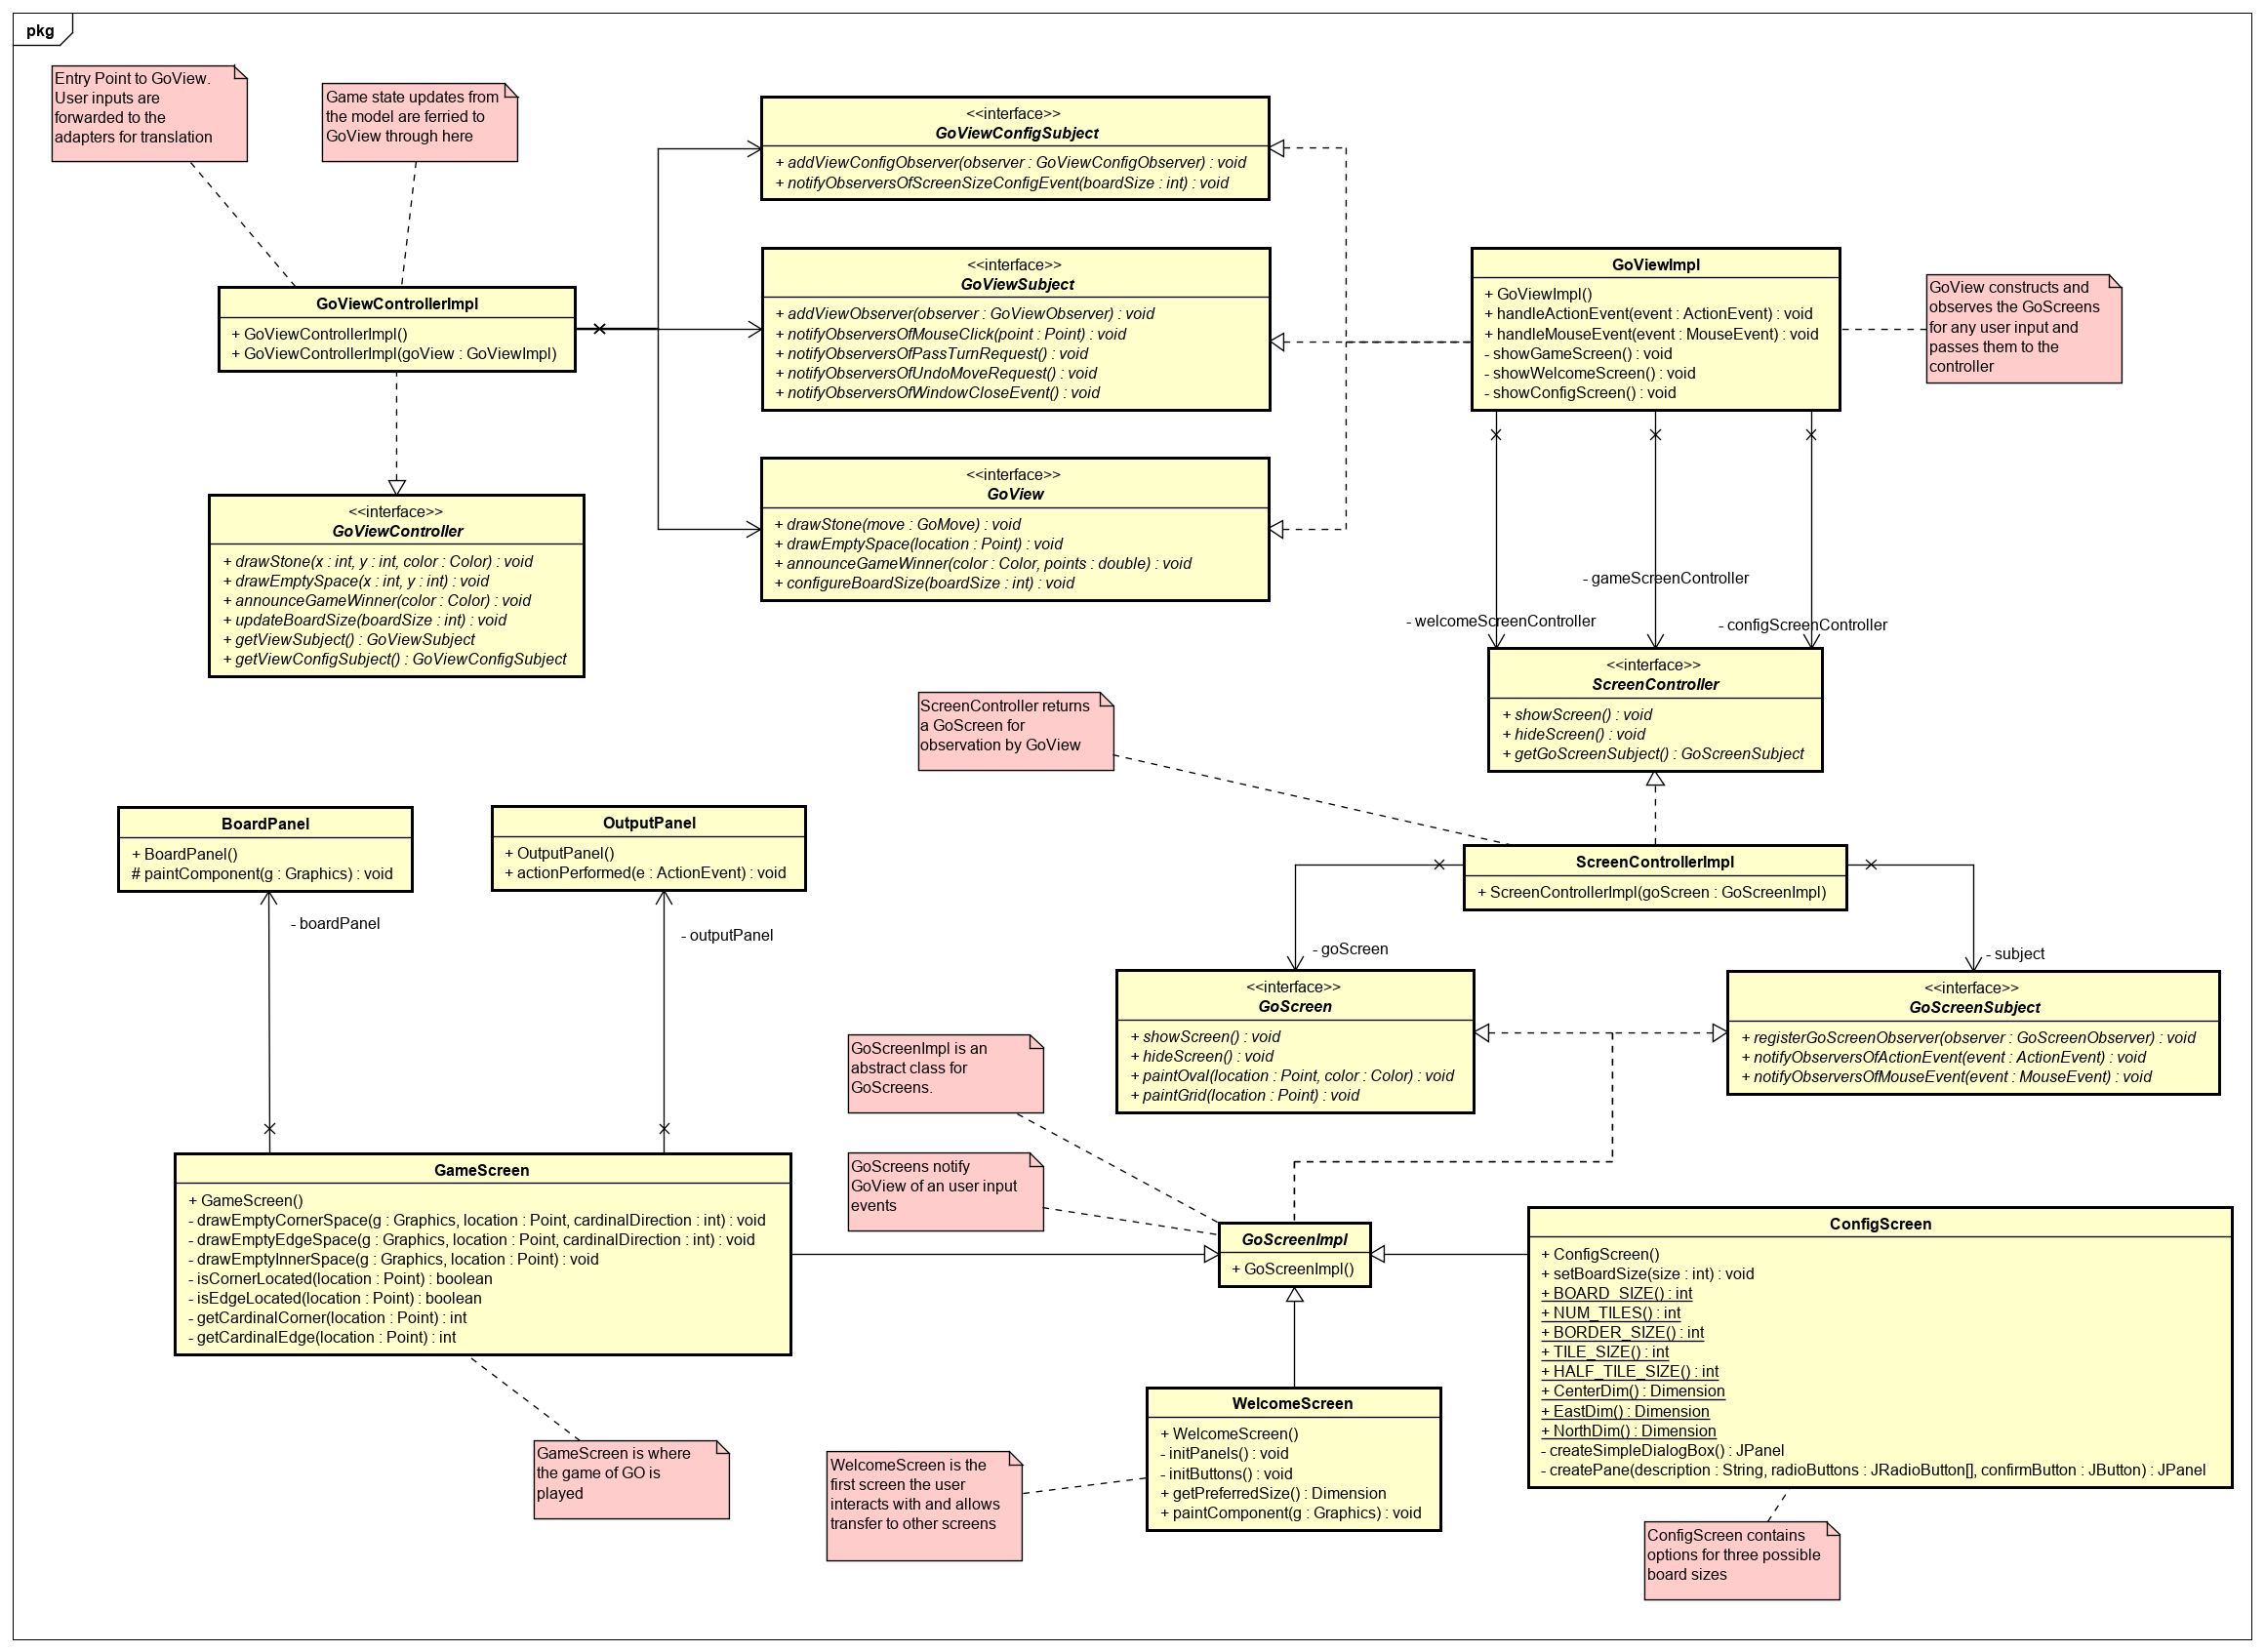 pkg
Entry Point to GoView.
User inputs are
forwarded to the
adapters for translation
Game state updates from
the model are ferried to
GoView through here
<<interface>>
GoViewConfigSubject
+ addViewConfigObserver(observer : GoViewConfigObserver) : void
+ notifyObserversOfScreenSizeConfigEvent(boardSize : int) : void
<<interface>>
GoViewSubject
+ addViewObserver(observer : GoViewObserver) : void
+ notifyObserversOfMouseClick(point : Point) : void
+ notifyObserversOfPassTurnRequest() : void
+ notifyObserversOfUndoMoveRequest() : void
+ notifyObserversOfWindowCloseEvent() : void
GoViewImpl
+ GoViewImpl()
+ handleActionEvent(event : ActionEvent) : void
+ handleMouseEvent(event : MouseEvent) : void
- showGameScreen() : void
- showWelcomeScreen() : void
- showConfigScreen() : void
GoView constructs and
observes the GoScreens
for any user input and
passes them to the
controller
GoViewControllerImpl
+ GoViewControllerImpl()
+ GoViewControllerImpl(goView : GoViewImpl)
<<interface>>
GoView
+ drawStone(move : GoMove) : void
+ drawEmptySpace(location : Point) : void
+ announceGameWinner(color : Color, points : double) : void
+ configureBoardSize(boardSize : int) : void
<<interface>>
GoViewController
+ drawStone(x : int, y : int, color : Color) : void
+ drawEmptySpace(x : int, y : int) : void
+ announceGameWinner(color : Color) : void
+ updateBoardSize(boardSize : int) : void
+ getViewSubject() : GoViewSubject
+ getViewConfigSubject() : GoViewConfigSubject
- gameScreenController
- welcomeScreenController
- configScreenController
<<interface>>
ScreenController
+ showScreen() : void
+ hideScreen() : void
+ getGoScreenSubject() : GoScreenSubject
ScreenController returns
a GoScreen for
observation by GoView
BoardPanel
+ BoardPanel()
# paintComponent(g : Graphics) : void
OutputPanel
+ OutputPanel()
+ actionPerformed(e : ActionEvent) : void
ScreenControllerImpl
+ ScreenControllerImpl(goScreen : GoScreenImpl)
- boardPanel
- outputPanel
- goScreen
- subject
<<interface>>
GoScreen
+ showScreen() : void
+ hideScreen() : void
+ paintOval(location : Point, color : Color) : void
+ paintGrid(location : Point) : void
<<interface>>
GoScreenSubject
+ registerGoScreenObserver(observer : GoScreenObserver) : void
+ notifyObserversOfActionEvent(event : ActionEvent) : void
+ notifyObserversOfMouseEvent(event : MouseEvent) : void
GoScreenImpl is an
abstract class for
GoScreens.
GoScreens notify
GoView of an user input
events
GameScreen
+ GameScreen()
- drawEmptyCornerSpace(g : Graphics, location : Point, cardinalDirection : int) : void
- drawEmptyEdgeSpace(g : Graphics, location : Point, cardinalDirection : int) : void
- drawEmptyInnerSpace(g : Graphics, location : Point) : void
- isCornerLocated(location : Point) : boolean
- isEdgeLocated(location : Point) : boolean
- getCardinalCorner(location : Point) : int
- getCardinalEdge(location : Point) : int
GoScreenImpl
+ GoScreenImpl()
ConfigScreen
+ ConfigScreen()
+ setBoardSize(size : int) : void
+ BOARD_SIZE() : int
+ NUM_TILES() : int
+ BORDER_SIZE() : int
+ TILE_SIZE() : int
+ HALF_TILE_SIZE() : int
+ CenterDim() : Dimension
+ EastDim() : Dimension
+ NorthDim() : Dimension
- createSimpleDialogBox() : JPanel
- createPane(description : String, radioButtons : JRadioButton[], confirmButton : JButton) : JPanel
WelcomeScreen
+ WelcomeScreen()
- initPanels() : void
- initButtons() : void
+ getPreferredSize() : Dimension
+ paintComponent(g : Graphics) : void
GameScreen is where
the game of GO is
played
WelcomeScreen is the
first screen the user
interacts with and allows
transfer to other screens
ConfigScreen contains
options for three possible
board sizes